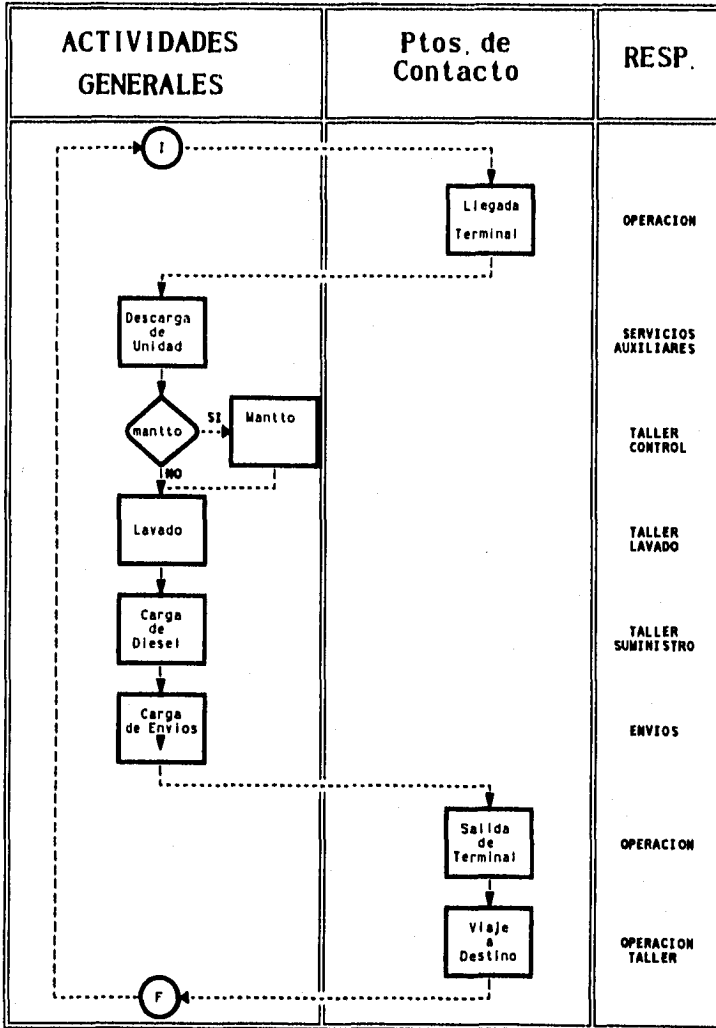 ACTIVIDADES
GENERALES
Ptos. de
Contacto
RESP.
I
Llegada
Terminal
OPERACION
Descarga
de
Unidad
SERVICIOS
AUXILIARES
mantto
SI
Mantto
NO
TALLER
CONTROL
Lavado
TALLER
LAVADO
Carga
de
Diesel
TALLER
SUMINISTRO
Carga
de Envios
ENVIOS
Salida
de
Terminal
OPERACION
Viaje
a
Destino
OPERACION
TALLER
F